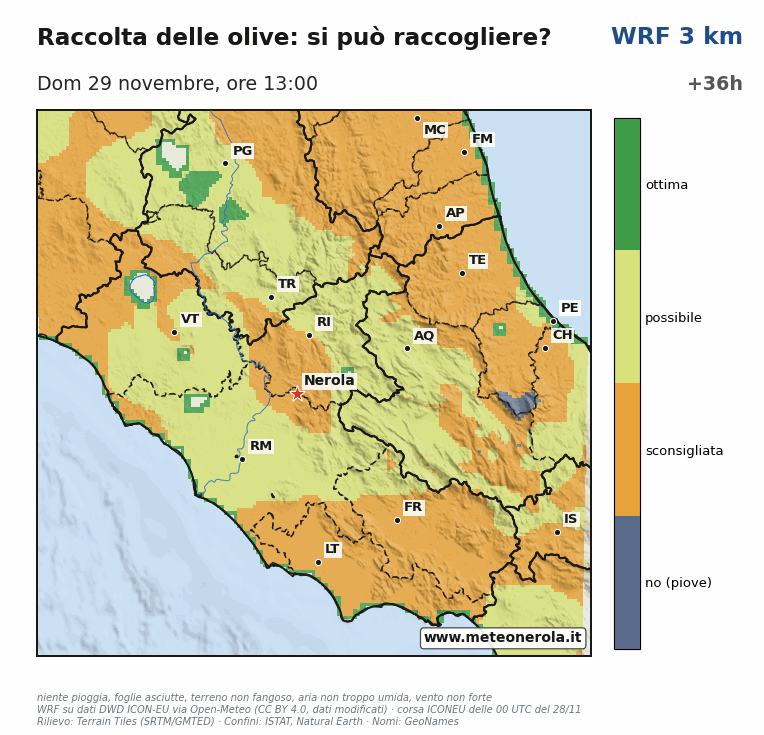 Raccolta delle olive: si può raccogliere?
WRF 3 km
Dom 29 novembre, ore 13:00
+36h
MC
FM
PG
AP
TE
TR
PE
VT
RI
AQ
CH
Nerola
RM
FR
IS
LT
www.meteonerola.it
ottima
possibile
sconsigliata
no (piove)
niente pioggia, foglie asciutte, terreno non fangoso, aria non troppo umida, vento non forte
WRF su dati DWD ICON-EU via Open-Meteo (CC BY 4.0, dati modificati) · corsa ICONEU delle 00 UTC del 28/11
Rilievo: Terrain Tiles (SRTM/GMTED) · Confini: ISTAT, Natural Earth · Nomi: GeoNames